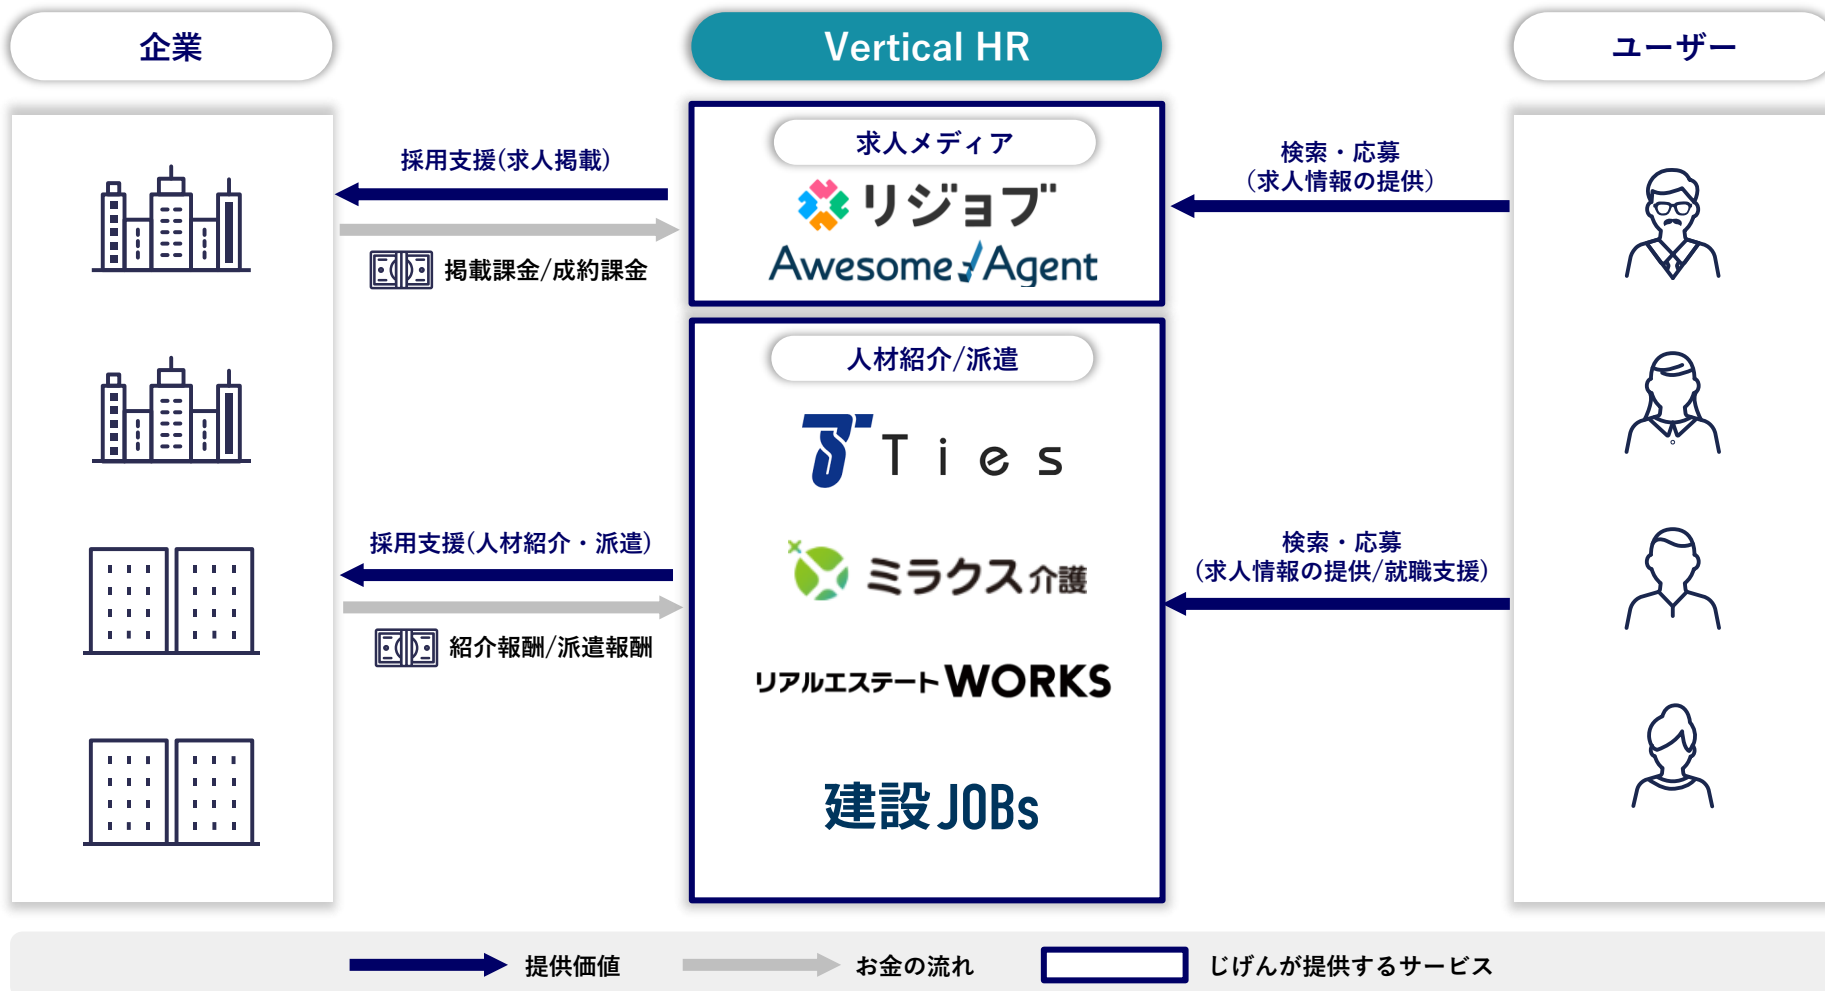 企業
Vertical HR
ユーザー
採用支援(求人掲載)
掲載課金/成約課金
求人メディア
リジョブ
Awesome Agent
検索・応募
(求人情報の提供)
人材紹介/派遣
Ties
ミラクス介護
リアルエステートWORKS
建設JOBs
採用支援(人材紹介・派遣)
紹介報酬/派遣報酬
検索・応募
(求人情報の提供/就職支援)
提供価値
お金の流れ
じげんが提供するサービス